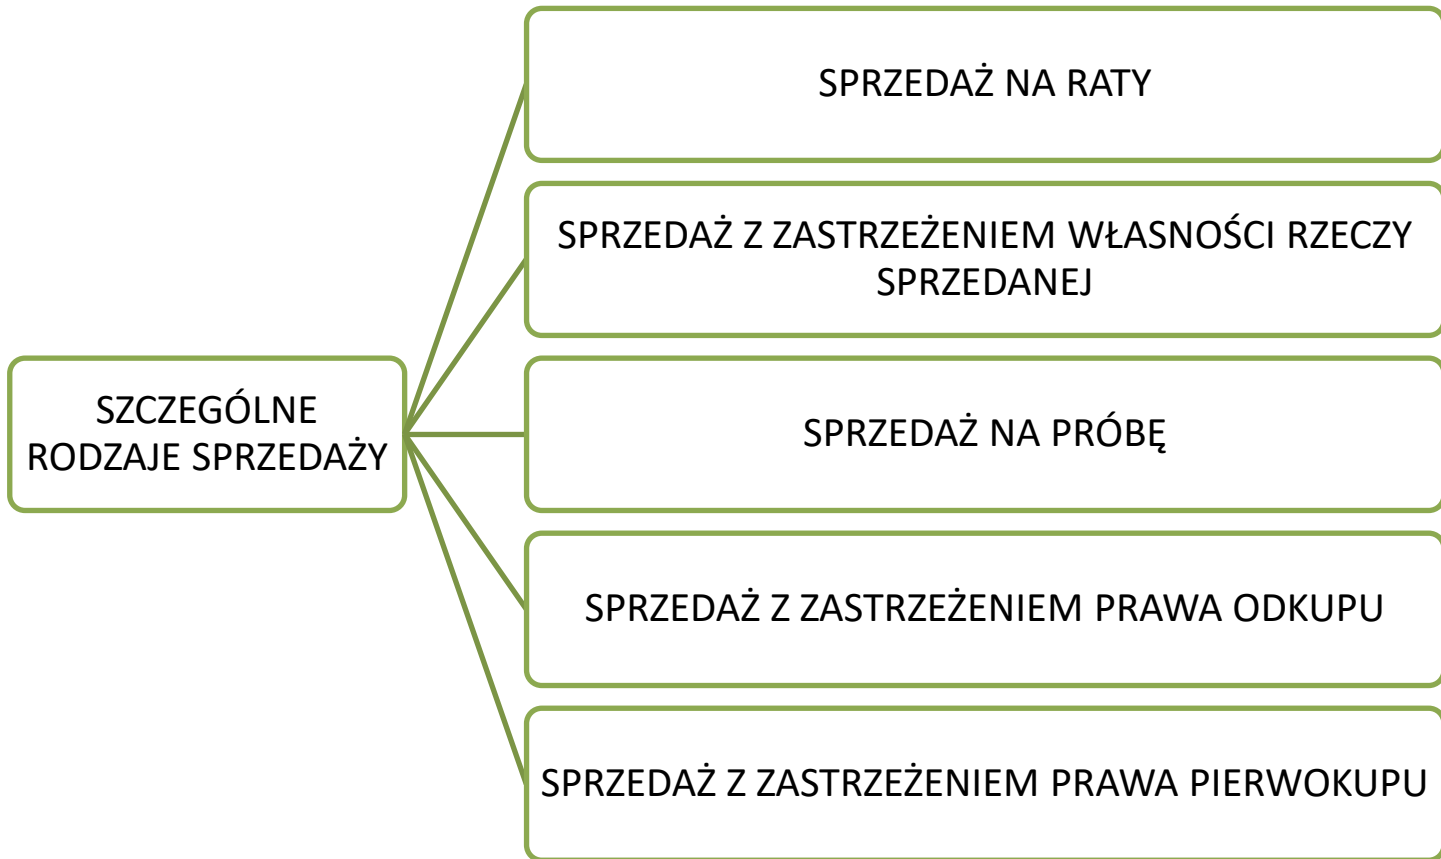 SPRZEDAŻ NA RATY
SPRZEDAŻ Z ZASTRZEŻENIEM WŁASNOŚCI RZECZY
SPRZEDANEJ
SZCZEGÓLNE
RODZAJE SPRZEDAŻY
SPRZEDAŻ NA PRÓBĘ
SPRZEDAŻ Z ZASTRZEŻENIEM PRAWA ODKUPU
SPRZEDAŻ Z ZASTRZEŻENIEM PRAWA PIERWOKUPU